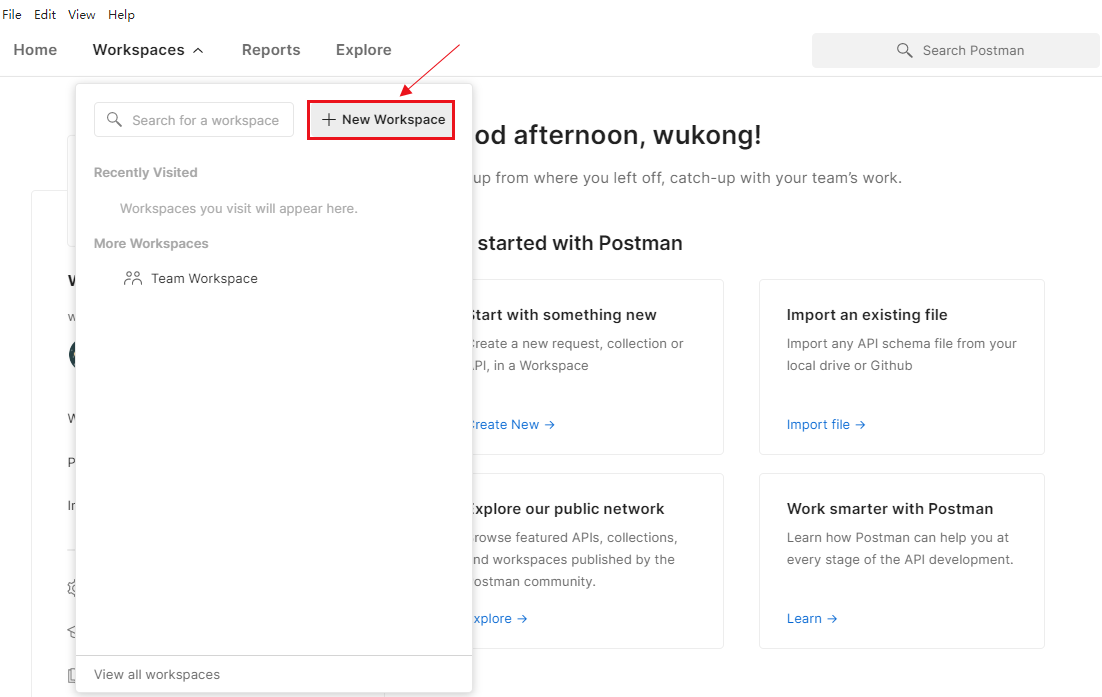 File Edit View Help
Home Workspaces Reports Explore
Search Postman
Search for a workspace
New Workspace
Recently Visited
Workspaces you visit will appear here.
More Workspaces
Team Workspace
View all workspaces
afternoon, wukong!
up from where you left off, catch-up with your team's work.
started with Postman
Start with something new
Create a new request, collection or
API, in a Workspace
Create New →
Import an existing file
Import any API schema file from your
local drive or Github
Import file →
Explore our public network
Browse featured APIs, collections,
and workspaces published by the
Postman community.
Explore →
Work smarter with Postman
Learn how Postman can help you at
every stage of the API development.
Learn →